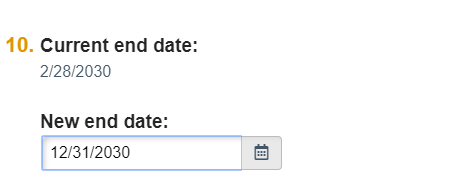 10. Current end date:
2/28/2030
New end date:
12/31/2030